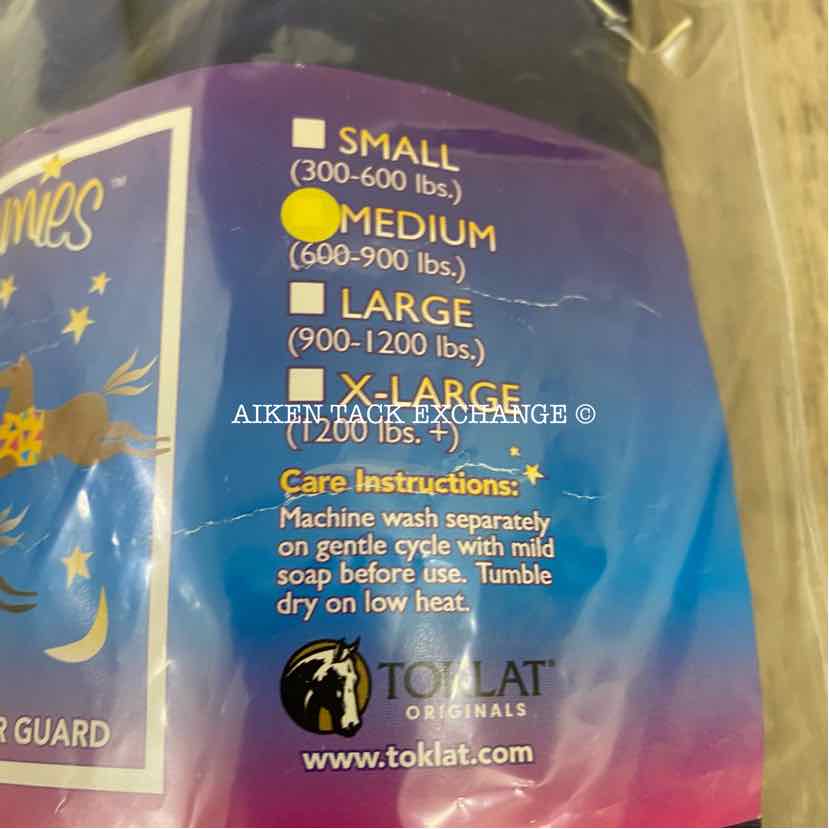 SMALL
(300-600 lbs.)
MEDIUM
(600-900 lbs.)
LARGE
(900-1200 lbs.)
X-LARGE
AIKEN TACK EXCHANGE ©
(1200 lbs. +)
Care Instructions:
Machine wash separately
on gentle cycle with mild
soap before use. Tumble
dry on low heat.
TOKLAT®
ORIGINALS
www.toklat.com
mies™
R GUARD